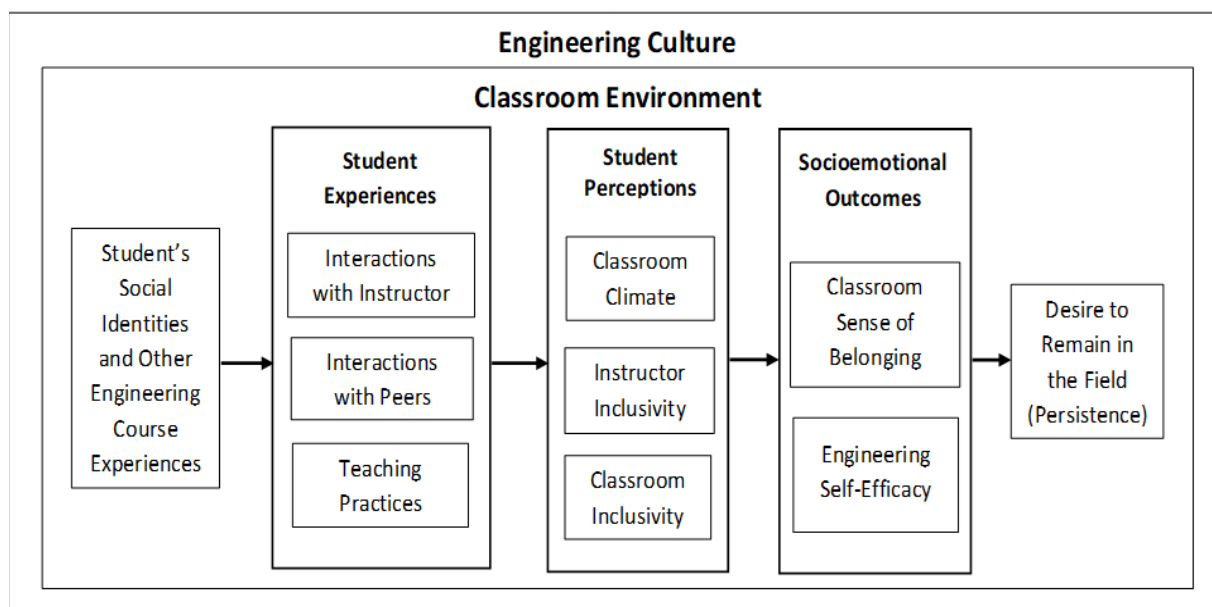 Engineering Culture
Classroom Environment
Student's
Social
Identities
and Other
Engineering
Course
Experiences
Student
Experiences
Interactions
with Instructor
Interactions
with Peers
Teaching
Practices
Student
Perceptions
Classroom
Climate
Instructor
Inclusivity
Classroom
Inclusivity
Socioemotional
Outcomes
Classroom
Sense of
Belonging
Engineering
Self-Efficacy
Desire to
Remain in
the Field
(Persistence)